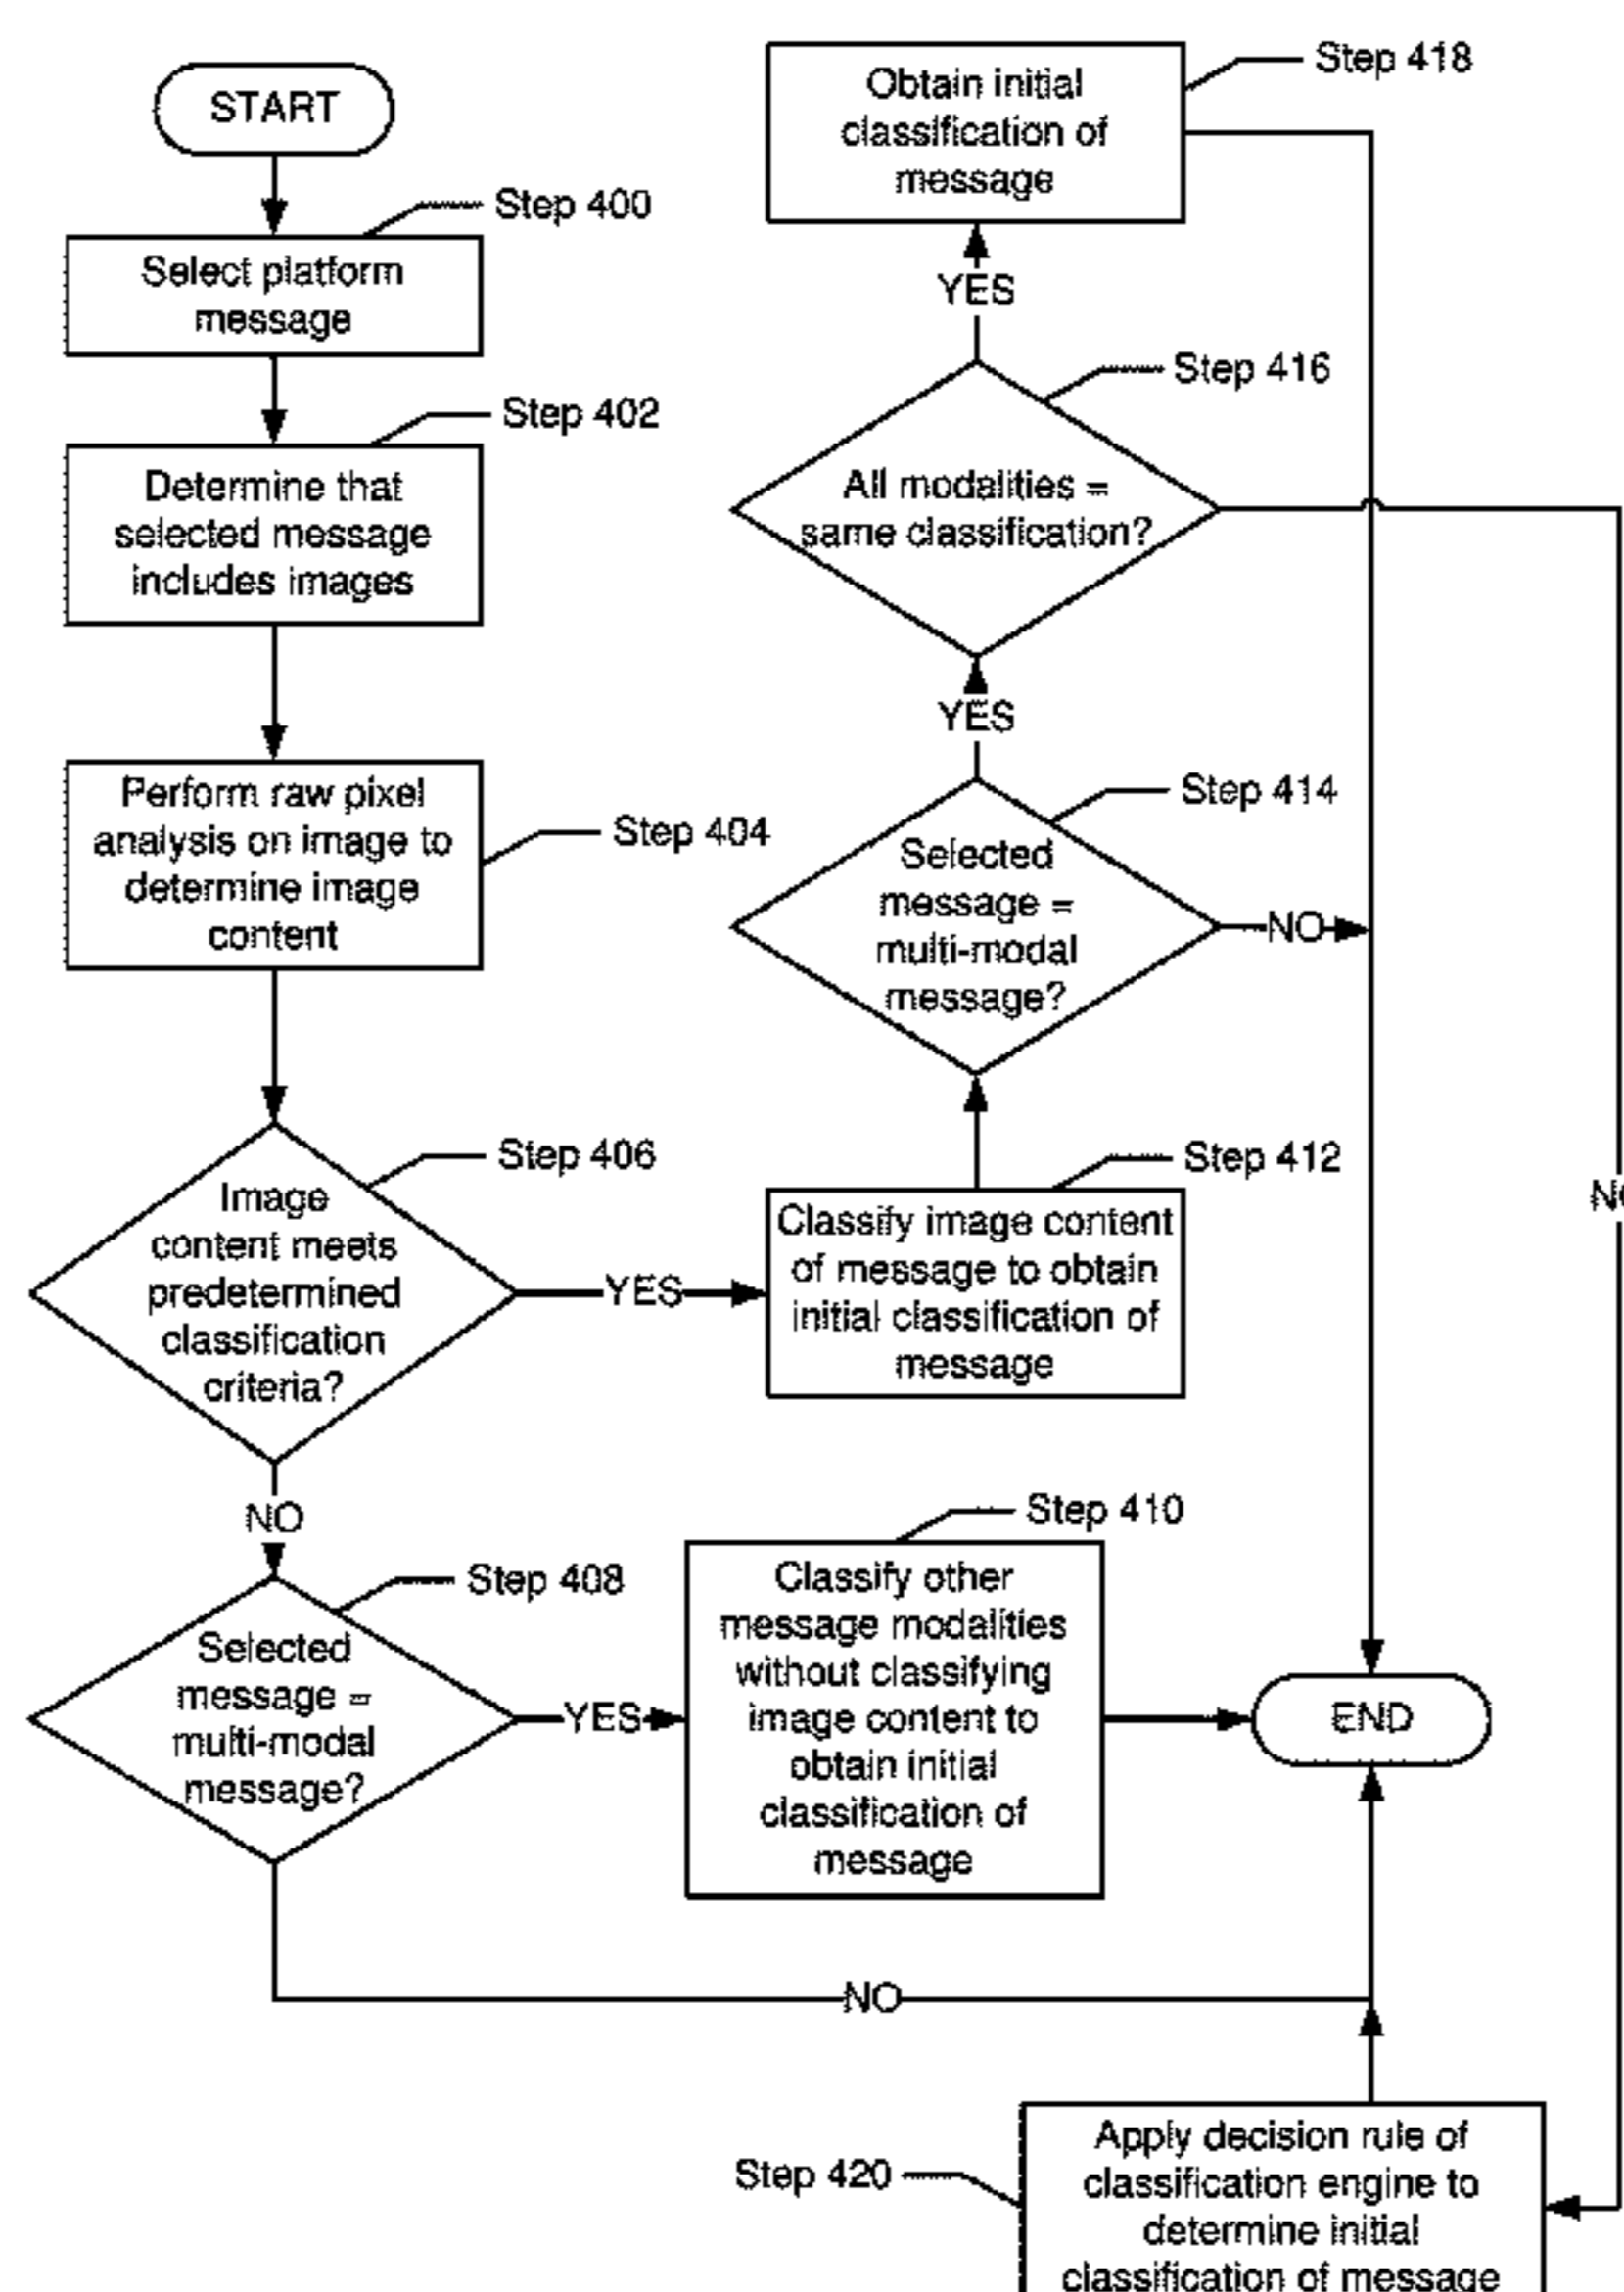 START
Step 400
Select platform
message
Step 402
Determine that
selected message
includes images
Perform raw pixel
analysis on image to
determine image
content
Step 404
Step 406
Image
content meets
predetermined
classification
criteria?
YES
NO
Step 408
Selected
message =
multi-modal
message?
YES
NO
Step 410
Classify other
message modalities
without classifying
image content to
obtain initial
classification of
message
Step 412
Classify image content
of message to obtain
initial classification of
message
Step 414
Selected
message =
multi-modal
message?
NO
YES
Step 416
All modalities =
same classification?
YES
Step 418
Obtain initial
classification of
message
END
Step 420
Apply decision rule of
classification engine to
determine initial
classification of message